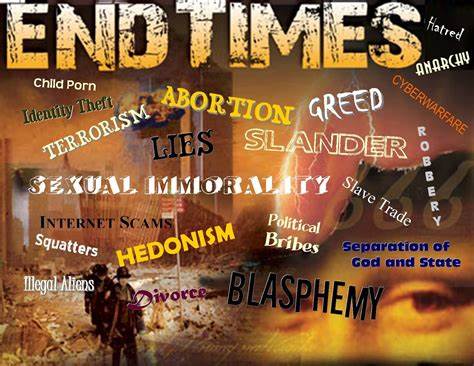 END TIMES
Hatred
ANARCHY
Child Porn
CYBERWARFARE
Identity Theft
ABORTION
GREED
TERRORISM
LIES
SLANDER
ROBBERY
SEXUAL IMMORALITY
Slave Trade
666
INTERNET SCAMS
Political
Bribes
Squatters
HEDONISM
Separation of
God and State
Illegal Aliens
Divorce
BLASPHEMY